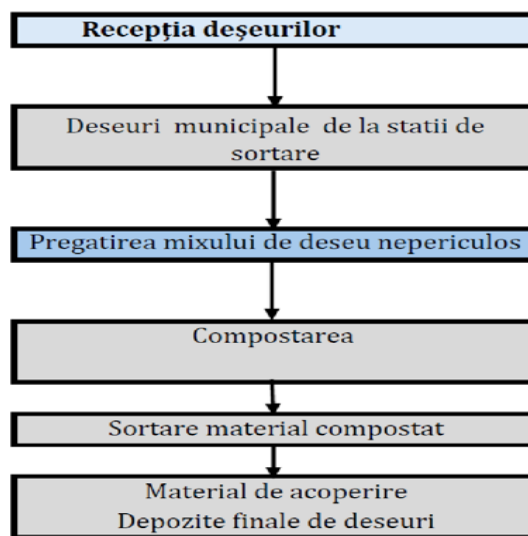 Recepţia deşeurilor
Deseuri municipale de la statii de
sortare
Pregatirea mixului de deseu nepericulos
Compostarea
Sortare material compostat
Material de acoperire
Depozite finale de deseuri